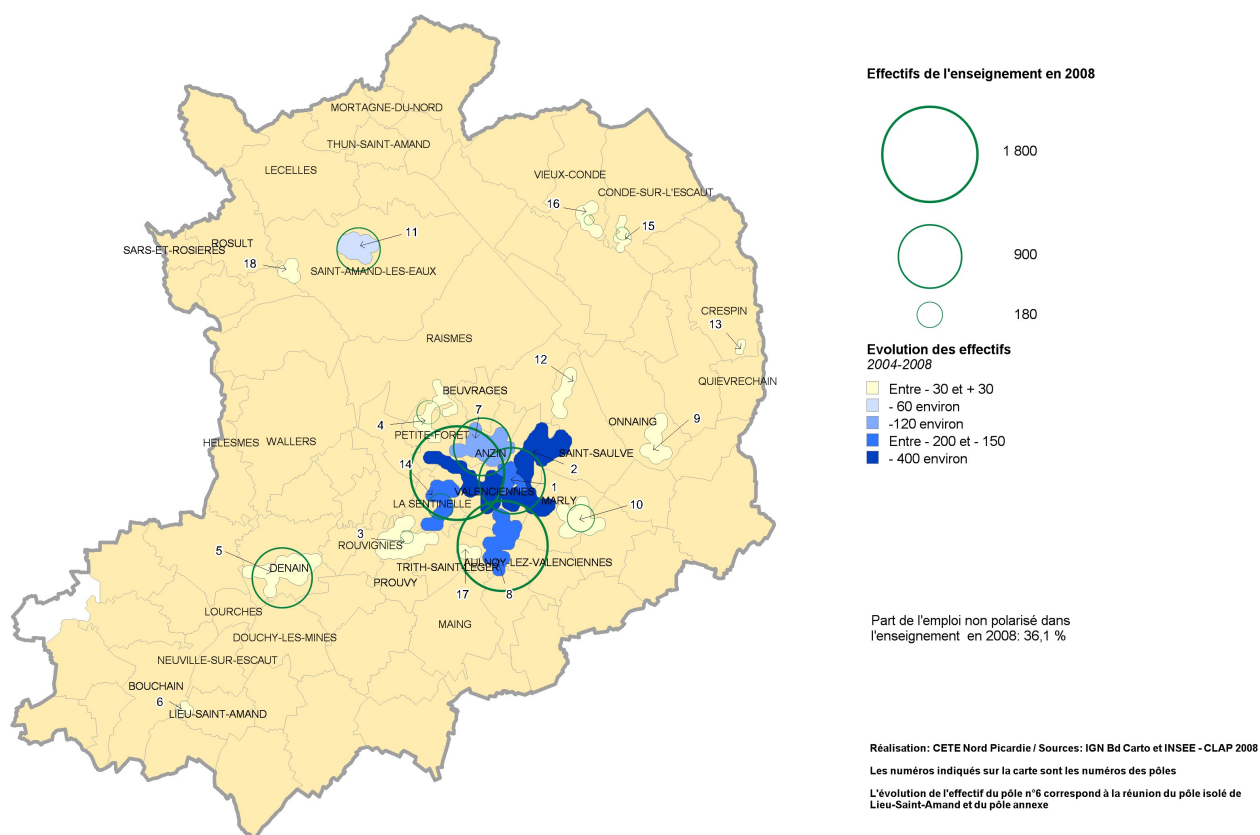 MORTAGNE-DU-NORD
THUN-SAINT-AMAND
LECELLES
VIEUX-CONDE
CONDE-SUR-L'ESCAUT
16
15
11
ROSULT
SARS-ET-ROSIERES
18
SAINT-AMAND-LES-EAUX
CRESPIN
13
RAISMES
12
QUIEVRECHAIN
BEUVRAGES
7
4
ONNAING
9
PETITE-FORET
HELESMES
WALLERS
ANZIN
SAINT-SAULVE
14
2
1
VALENCIENNES
MARLY
LA SENTINELLE
10
3
ROUVIGNIES
5
DENAIN
TRITH-SAINT-LEGER
AULNOY-LEZ-VALENCIENNES
PROUVY
17
8
LOURCHES
MAING
DOUCHY-LES-MINES
NEUVILLE-SUR-ESCAUT
BOUCHAIN
6
LIEU-SAINT-AMAND
Effectifs de l'enseignement en 2008
1 800
900
180
Evolution des effectifs
2004-2008
Entre - 30 et + 30
- 60 environ
-120 environ
Entre - 200 et - 150
- 400 environ
Part de l'emploi non polarisé dans
l'enseignement en 2008: 36,1 %
Réalisation: CETE Nord Picardie / Sources: IGN Bd Carto et INSEE - CLAP 2008
Les numéros indiqués sur la carte sont les numéros des pôles
L'évolution de l'effectif du pôle n°6 correspond à la réunion du pôle isolé de
Lieu-Saint-Amand et du pôle annexe